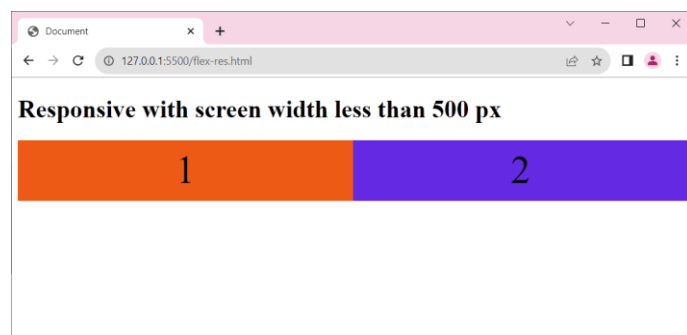 Document
127.0.0.1:5500/flex-res.html
Responsive with screen width less than 500 px
1 2